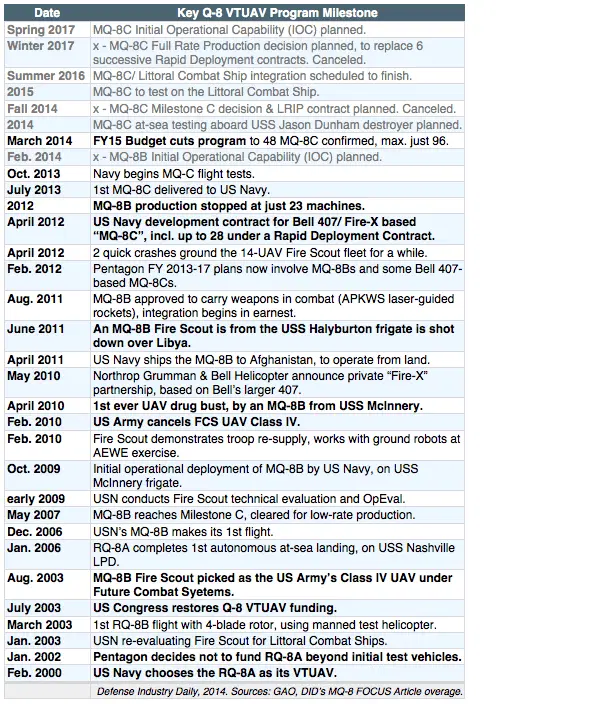 Date Key Q-8 VTUAV Program Milestone
Spring 2017 MQ-8C Initial Operational Capability (IOC) planned.
Winter 2017 x - MQ-8C Full Rate Production decision planned, to replace 6
successive Rapid Deployment contracts. Canceled.
Summer 2016 MQ-8C/ Littoral Combat Ship integration scheduled to finish.
2015 MQ-8C to test on the Littoral Combat Ship.
Fall 2014 x - MQ-8C Milestone C decision & LRIP contract planned. Canceled.
2014 MQ-8C at-sea testing aboard USS Jason Dunham destroyer planned.
March 2014 FY15 Budget cuts program to 48 MQ-8C confirmed, max. just 96.
Feb. 2014 x - MQ-8B Initial Operational Capability (IOC) planned.
Oct. 2013 Navy begins MQ-C flight tests.
July 2013 1st MQ-8C delivered to US Navy.
2012 MQ-8B production stopped at just 23 machines.
April 2012 US Navy development contract for Bell 407/ Fire-X based
“MQ-8C”, incl. up to 28 under a Rapid Deployment Contract.
April 2012 2 quick crashes ground the 14-UAV Fire Scout fleet for a while.
Feb. 2012 Pentagon FY 2013-17 plans now involve MQ-8Bs and some Bell 407-
based MQ-8Cs.
Aug. 2011 MQ-8B approved to carry weapons in combat (APKWS laser-guided
rockets), integration begins in earnest.
June 2011 An MQ-8B Fire Scout is from the USS Halyburton frigate is shot
down over Libya.
April 2011 US Navy ships the MQ-8B to Afghanistan, to operate from land.
May 2010 Northrop Grumman & Bell Helicopter announce private “Fire-X”
partnership, based on Bell's larger 407.
April 2010 1st ever UAV drug bust, by an MQ-8B from USS McInnery.
Feb. 2010 US Army cancels FCS UAV Class IV.
Feb. 2010 Fire Scout demonstrates troop re-supply, works with ground robots at
AEWE exercise.
Oct. 2009 Initial operational deployment of MQ-8B by US Navy, on USS
McInnery frigate.
early 2009 USN conducts Fire Scout technical evaluation and OpEval.
May 2007 MQ-8B reaches Milestone C, cleared for low-rate production.
Dec. 2006 USN's MQ-8B makes its 1st flight.
Jan. 2006 RQ-8A completes 1st autonomous at-sea landing, on USS Nashville
LPD.
Aug. 2003 MQ-8B Fire Scout picked as the US Army's Class IV UAV under
Future Combat Syetems.
July 2003 US Congress restores Q-8 VTUAV funding.
March 2003 1st RQ-8B flight with 4-blade rotor, using manned test helicopter.
Jan. 2003 USN re-evaluating Fire Scout for Littoral Combat Ships.
Jan. 2002 Pentagon decides not to fund RQ-8A beyond initial test vehicles.
Feb. 2000 US Navy chooses the RQ-8A as its VTUAV.
Defense Industry Daily, 2014. Sources: GAO, DID's MQ-8 FOCUS Article overage.